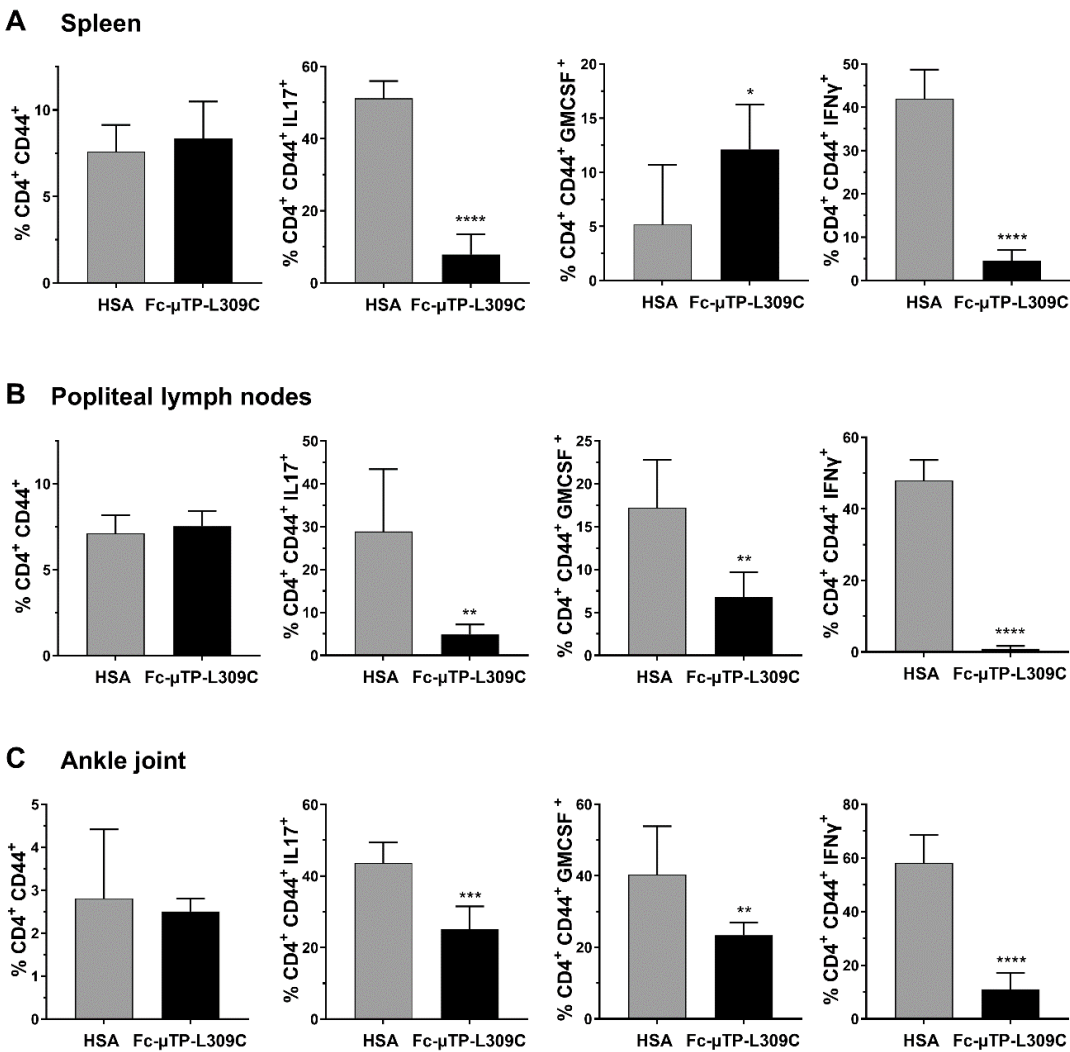 A Spleen
% CD4+ CD44+
10
5
0
HSA Fc-µTP-L309C
% CD4+ CD44+ IL17+
60
40
20
0
****
HSA Fc-µTP-L309C
% CD4+ CD44+ GMCSF+
20
15
10
5
0
*
HSA Fc-µTP-L309C
% CD4+ CD44+ IFNγ+
50
40
30
20
10
0
****
HSA Fc-µTP-L309C
B Popliteal lymph nodes
% CD4+ CD44+
10
5
0
HSA Fc-µTP-L309C
% CD4+ CD44+ IL17+
50
40
30
20
10
0
**
HSA Fc-µTP-L309C
% CD4+ CD44+ GMCSF+
25
20
15
10
5
0
**
HSA Fc-µTP-L309C
% CD4+ CD44+ IFNγ+
60
40
20
0
****
HSA Fc-µTP-L309C
C Ankle joint
% CD4+ CD44+
5
4
3
2
1
0
HSA Fc-µTP-L309C
% CD4+ CD44+ IL17+
60
40
20
0
***
HSA Fc-µTP-L309C
% CD4+ CD44+ GMCSF+
60
40
20
0
**
HSA Fc-µTP-L309C
% CD4+ CD44+ IFNγ+
80
60
40
20
0
****
HSA Fc-µTP-L309C